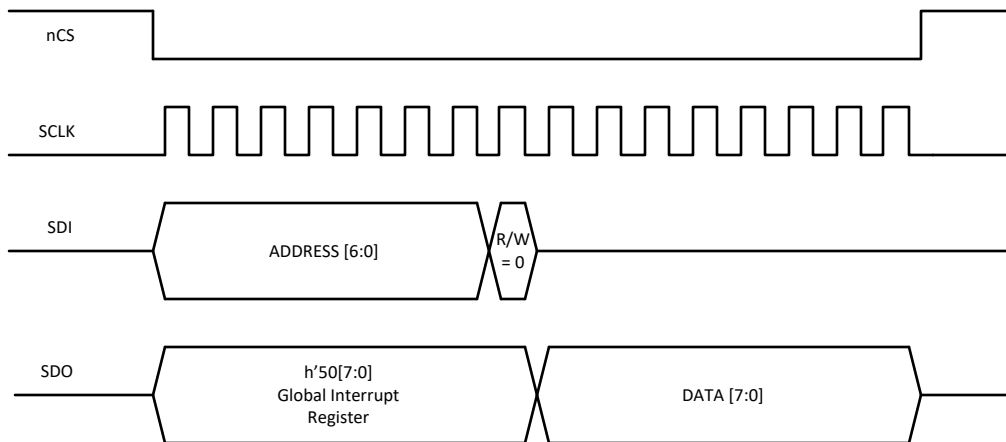 nCS
SCLK
SDI
ADDRESS [6:0]
R/W
= 0
SDO
h’50[7:0]
Global Interrupt
Register
DATA [7:0]